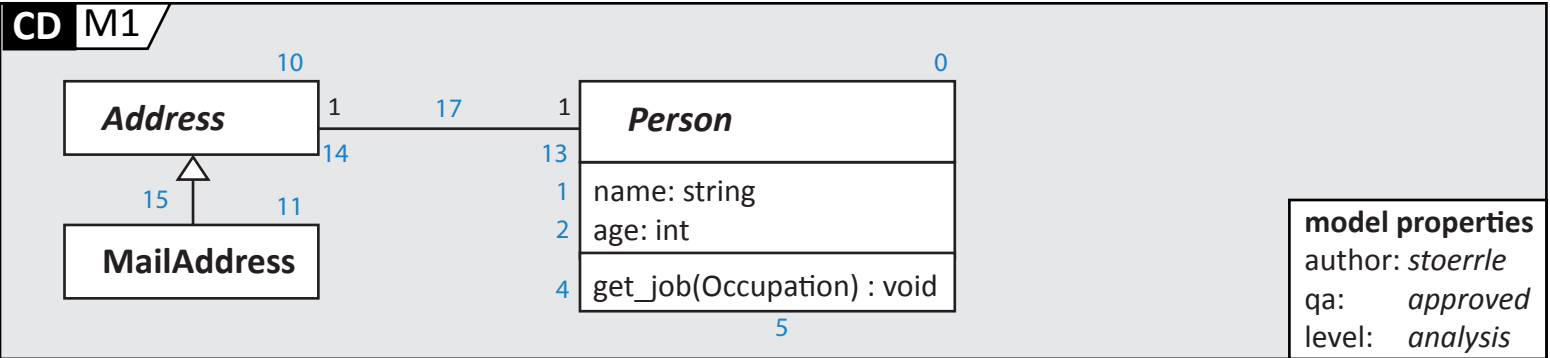 CD M1
10
0
Address
1
17
1
Person
14
13
15
11
1
name: string
2
age: int
MailAddress
4
get_job(Occupation) : void
5
model properties
author: stoerrle
qa: approved
level: analysis